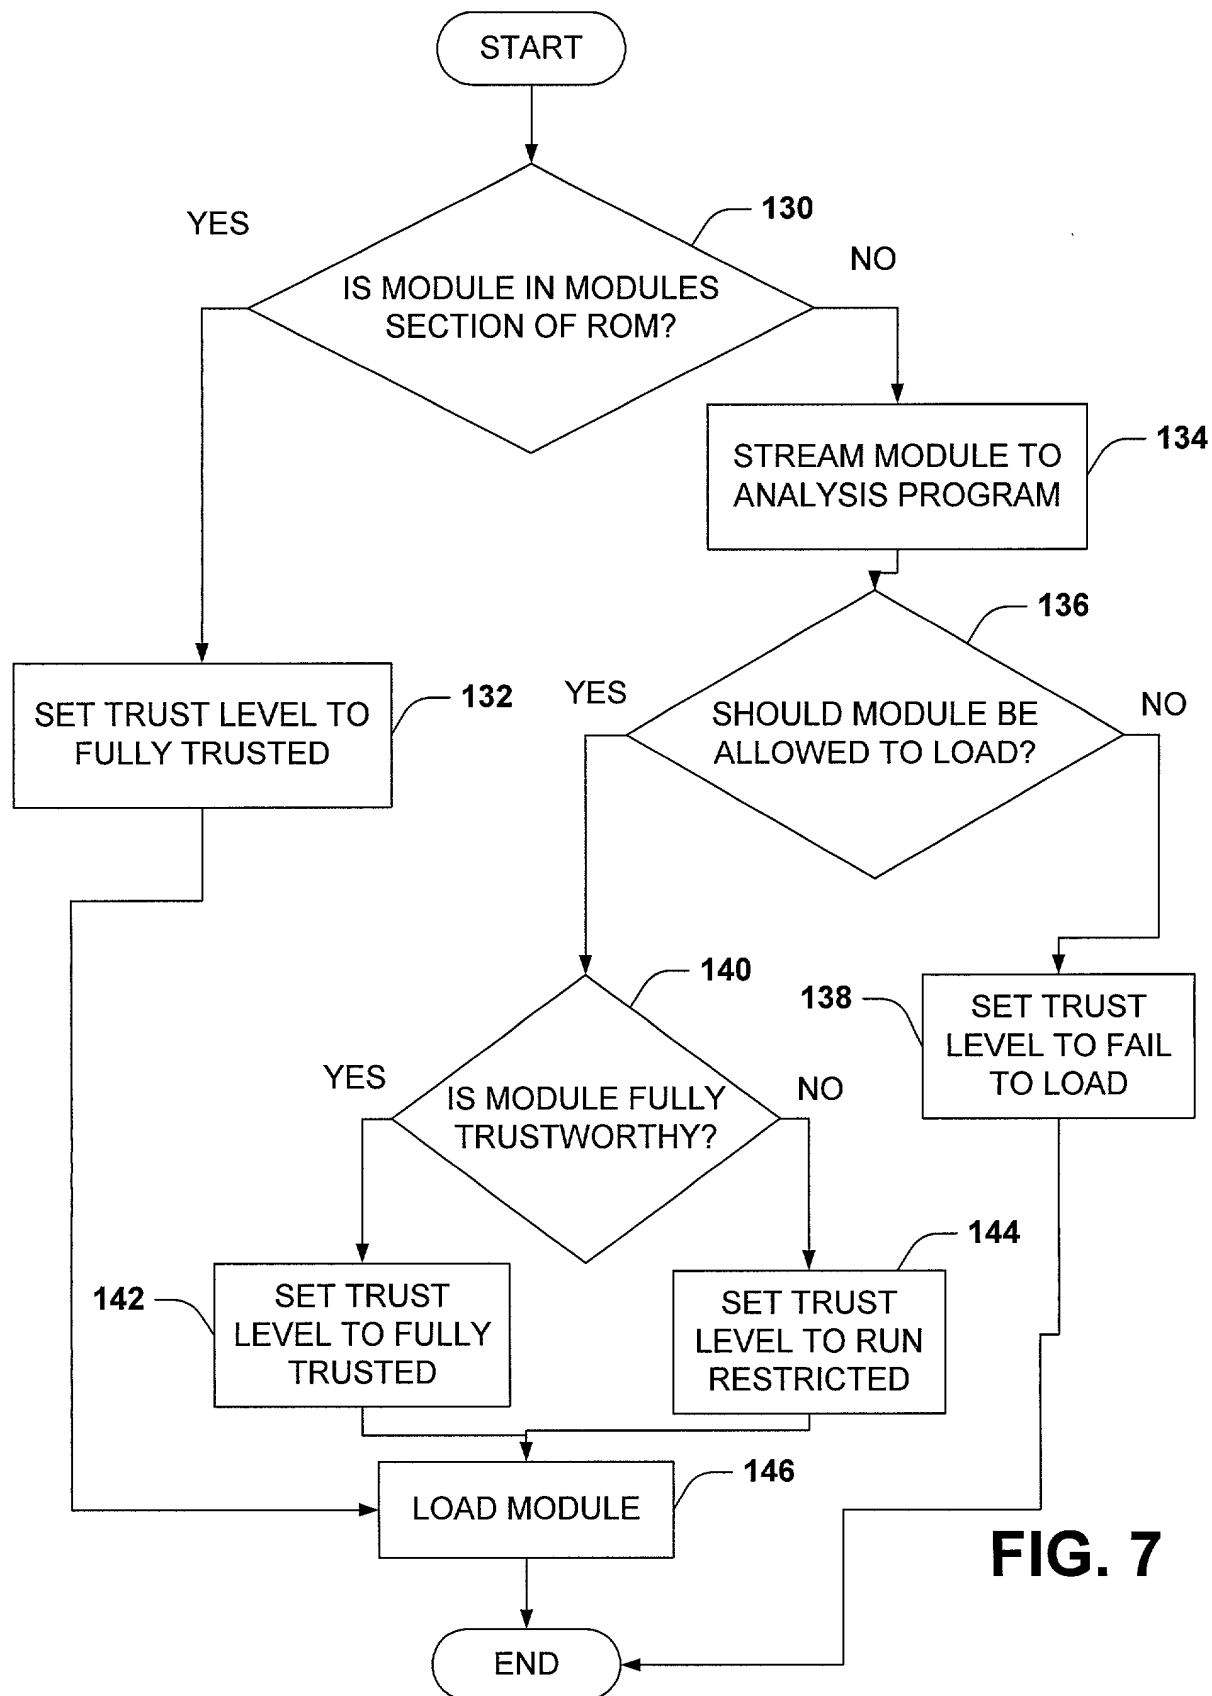 START
YES
130
NO
IS MODULE IN MODULES
SECTION OF ROM?
STREAM MODULE TO
ANALYSIS PROGRAM
134
136
SET TRUST LEVEL TO
FULLY TRUSTED
132
YES
SHOULD MODULE BE
ALLOWED TO LOAD?
NO
140
138
SET TRUST
LEVEL TO FAIL
TO LOAD
YES
IS MODULE FULLY
TRUSTWORTHY?
NO
142
SET TRUST
LEVEL TO FULLY
TRUSTED
144
SET TRUST
LEVEL TO RUN
RESTRICTED
LOAD MODULE
146
FIG. 7
END